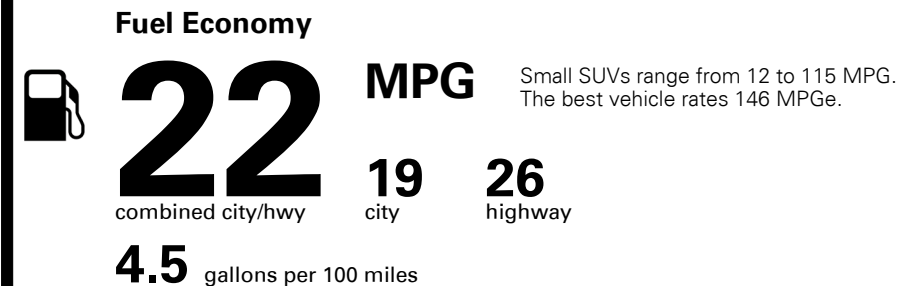 Fuel Economy
22 MPG
Small SUVs range from 12 to 115 MPG.
The best vehicle rates 146 MPGe.
combined city/hwy
19
city
26
highway
4.5 gallons per 100 miles